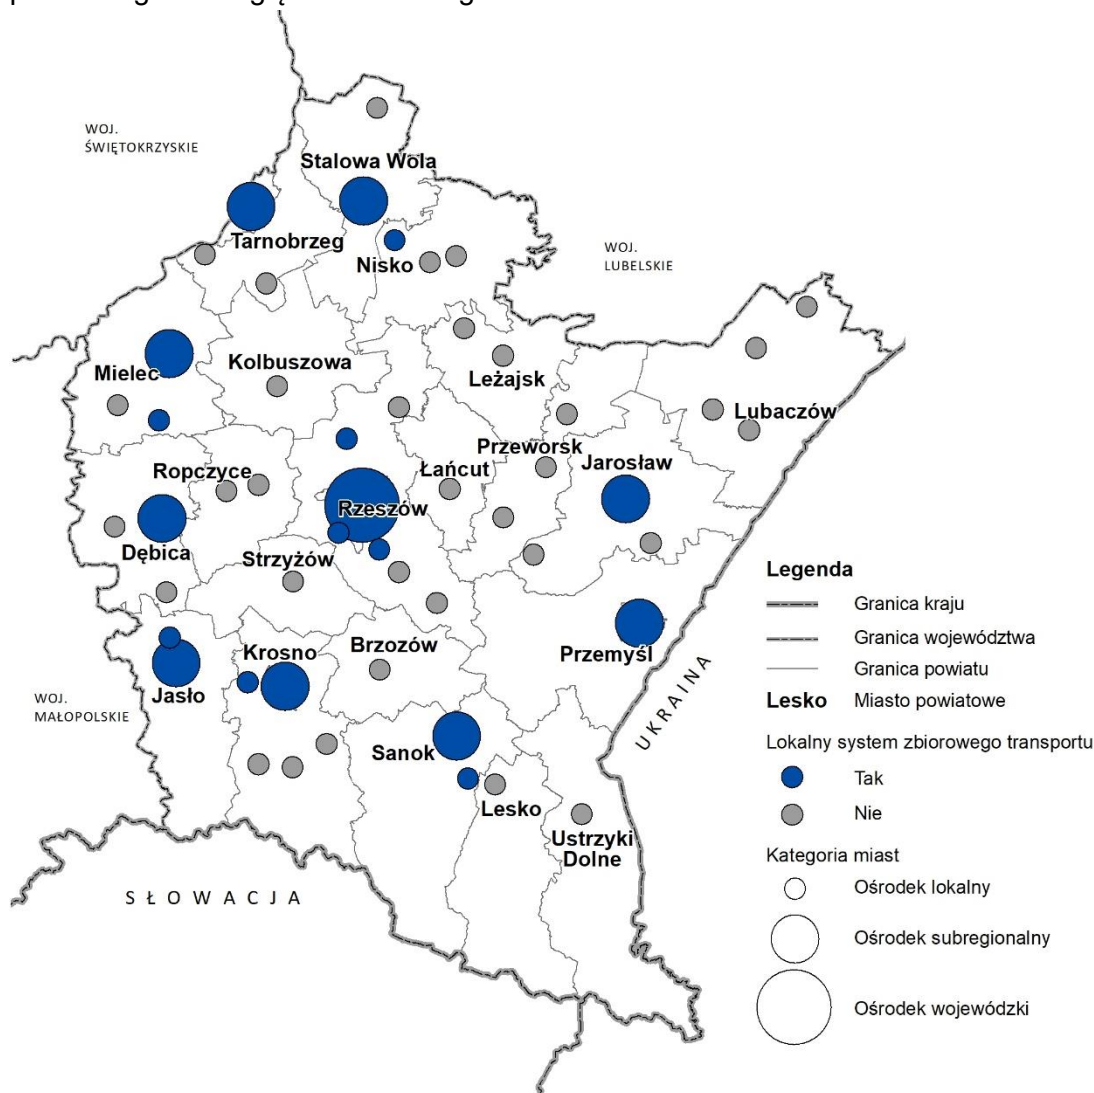 WOJ.
ŚWIĘTOKRZYSKIE
Stalowa Wola
Tarnobrzeg
Nisko
WOJ.
LUBELSKIE
Mielec
Kolbuszowa
Leżajsk
Lubaczów
Ropczyce
Łańcut
Przeworsk
Jarosław
Rzeszów
Dębica
Strzyżów
Przemyśl
Krosno
Brzozów
Jasło
WOJ.
MAŁOPOLSKIE
Sanok
Lesko
Ustrzyki
Dolne
UKRAINA
SŁOWACJA
Legenda
Granica kraju
Granica województwa
Granica powiatu
Lesko Miasto powiatowe
Lokalny system zbiorowego transportu
Tak
Nie
Kategoria miast
Ośrodek lokalny
Ośrodek subregionalny
Ośrodek wojewódzki